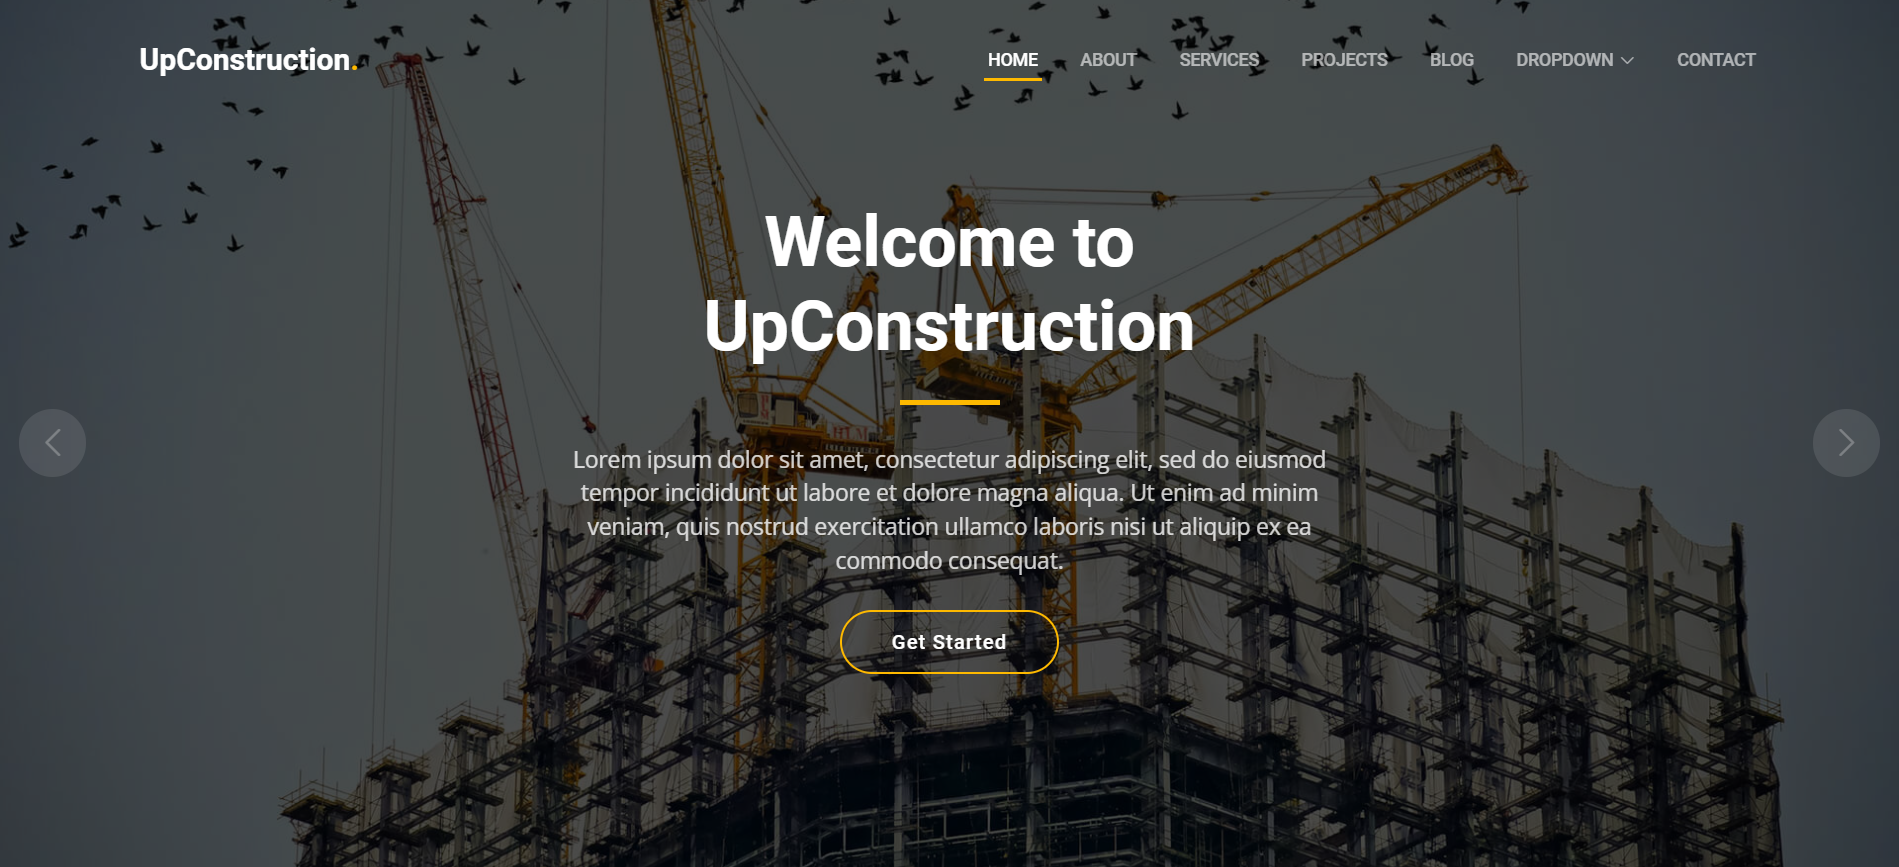 UpConstruction.
HOME ABOUT SERVICES PROJECTS BLOG DROPDOWN CONTACT
Welcome to
UpConstruction
Lorem ipsum dolor sit amet, consectetur adipiscing elit, sed do eiusmod
tempor incididunt ut labore et dolore magna aliqua. Ut enim ad minim
veniam, quis nostrud exercitation ullamco laboris nisi ut aliquip ex ea
commodo consequat.
Get Started